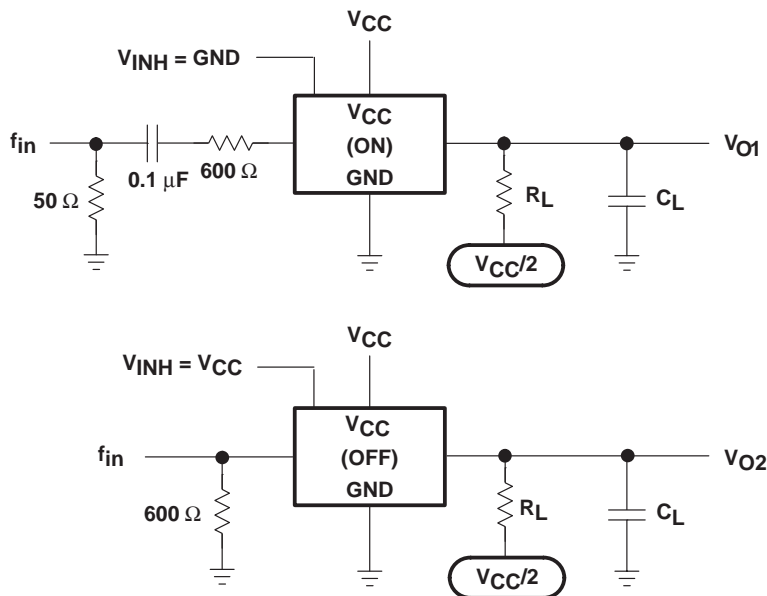 VCC
VINH = GND
VCC
(ON)
GND
fin
0.1 μF
600 Ω
50 Ω
RL
CL
VCC/2
VO1
VCC
VINH = VCC
VCC
(OFF)
GND
fin
600 Ω
RL
CL
VCC/2
VO2